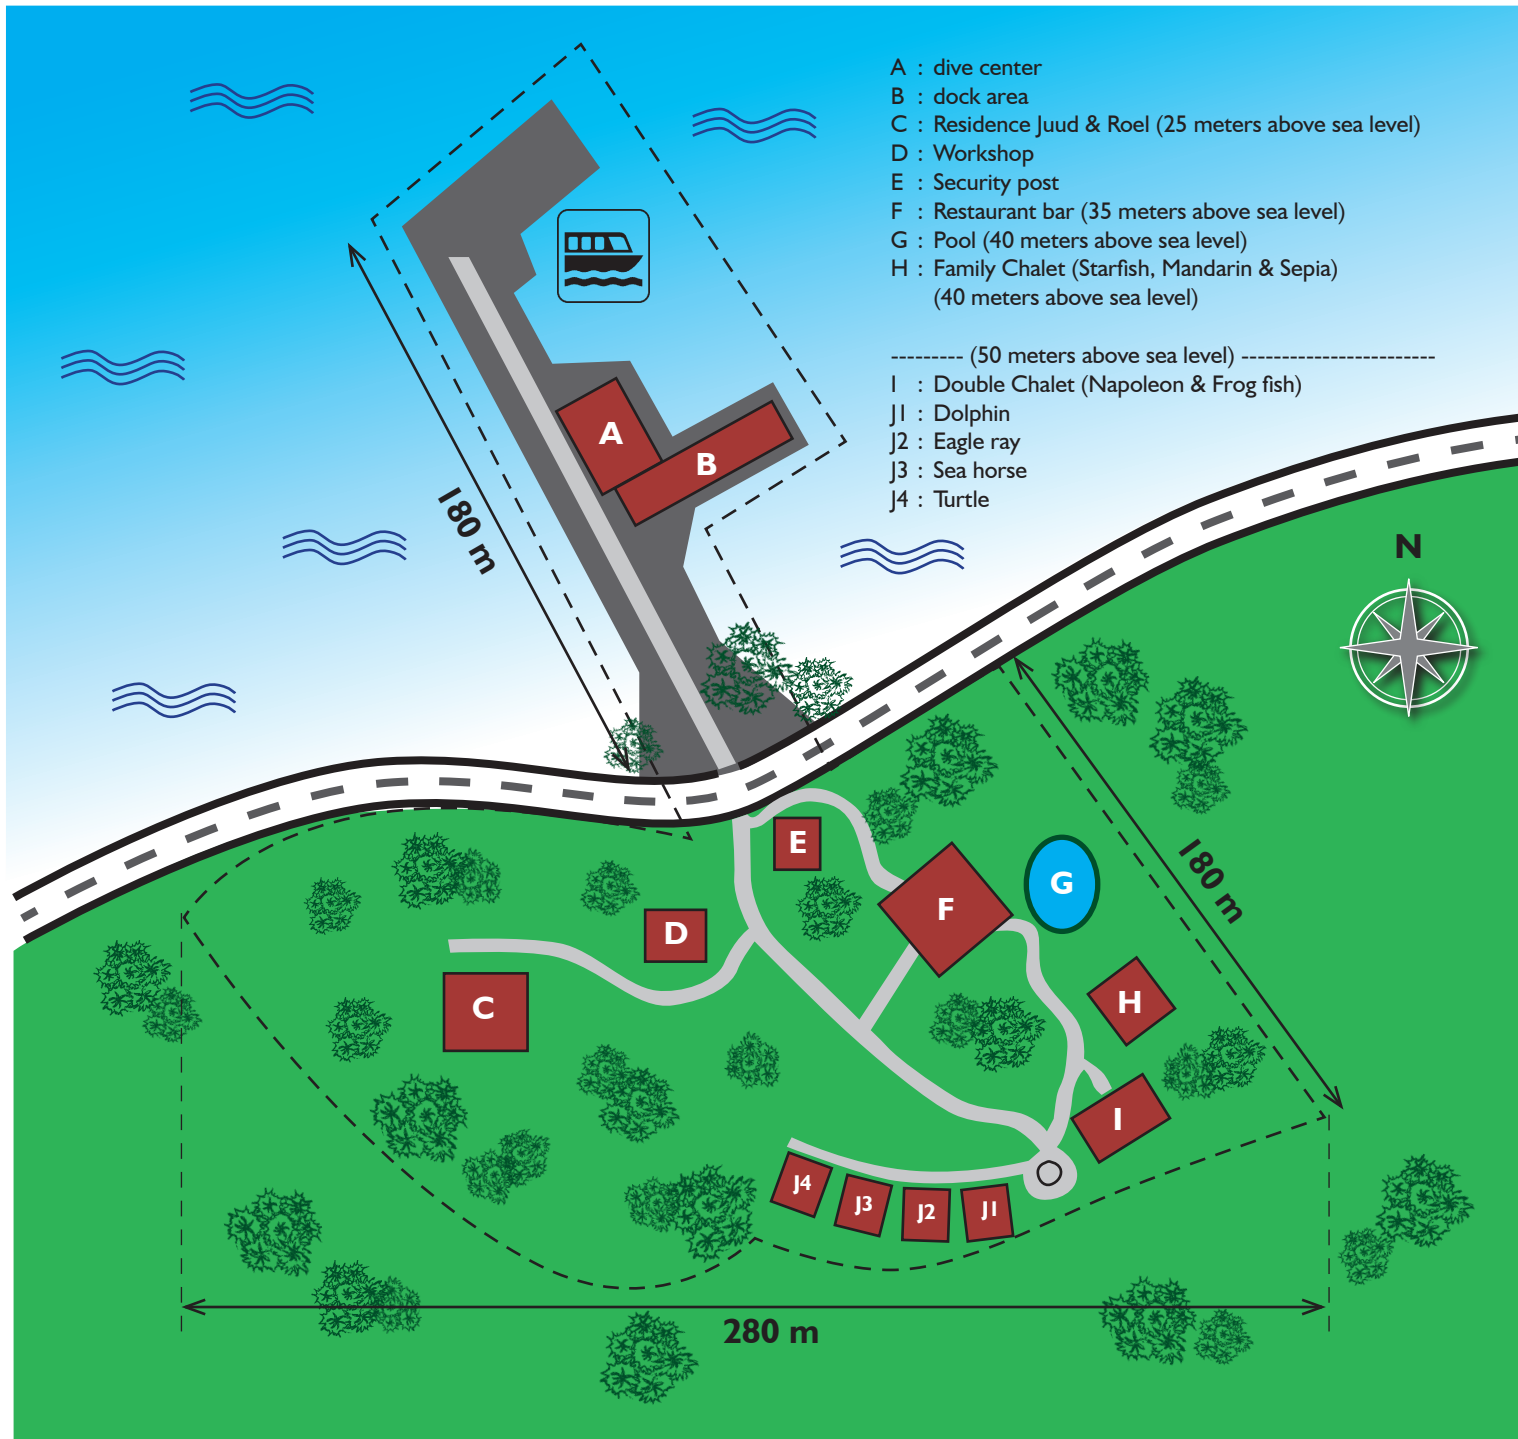 A : dive center
B : dock area
C : Residence Juud & Roel (25 meters above sea level)
D : Workshop
E : Security post
F : Restaurant bar (35 meters above sea level)
G : Pool (40 meters above sea level)
H : Family Chalet (Starfish, Mandarin & Sepia)
(40 meters above sea level)
--------- (50 meters above sea level) ------------------------
I : Double Chalet (Napoleon & Frog fish)
J1 : Dolphin
J2 : Eagle ray
J3 : Sea horse
J4 : Turtle
A
B
180 m
N
E
G
180 m
F
D
H
C
I
J4
J3
J2
J1
280 m